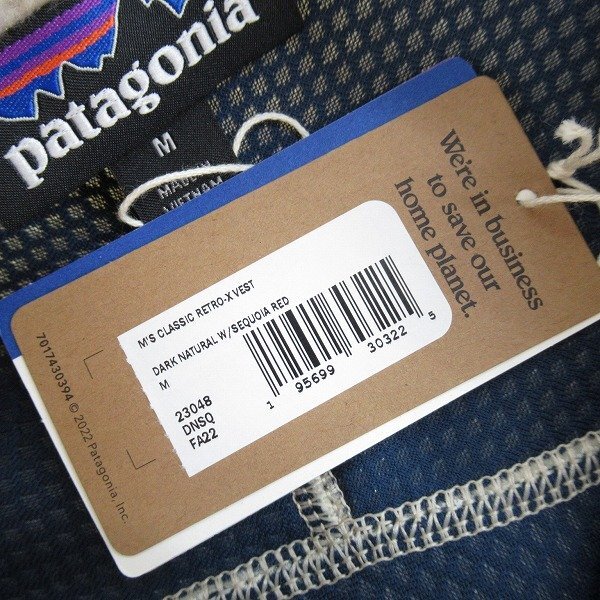 patagonia
M
MADE IN
VIETNAM
We're in business
to save our
home planet.
M'S CLASSIC RETRO-X VEST
DARK NATURAL W/SEQUOIA RED
M
23048
DNSQ
FA22
1 95699 30322 5
7017430394 © 2022 Patagonia, Inc.